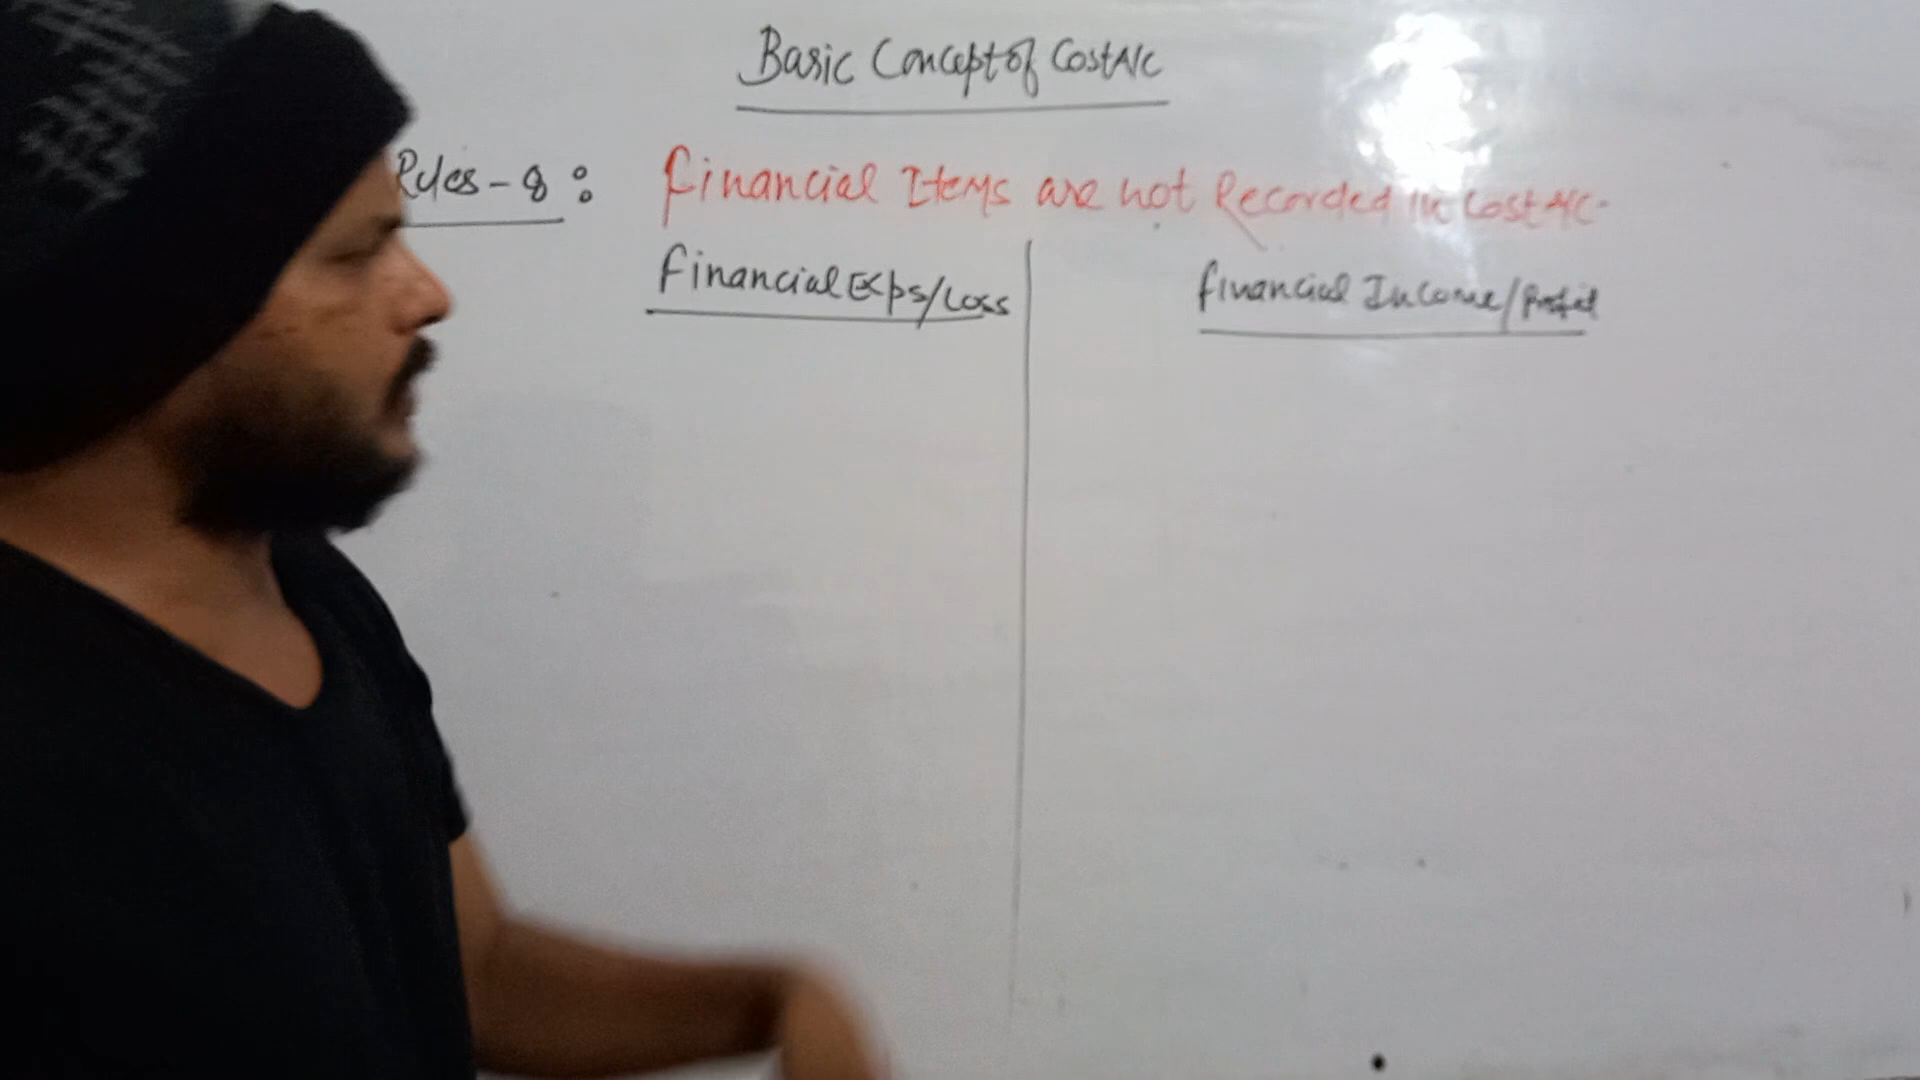 Basic Concept of Cost A/c
Rules - 8 : Financial Items are not Recorded in Cost A/c.
Financial Exps/Loss
Financial Income/Profit